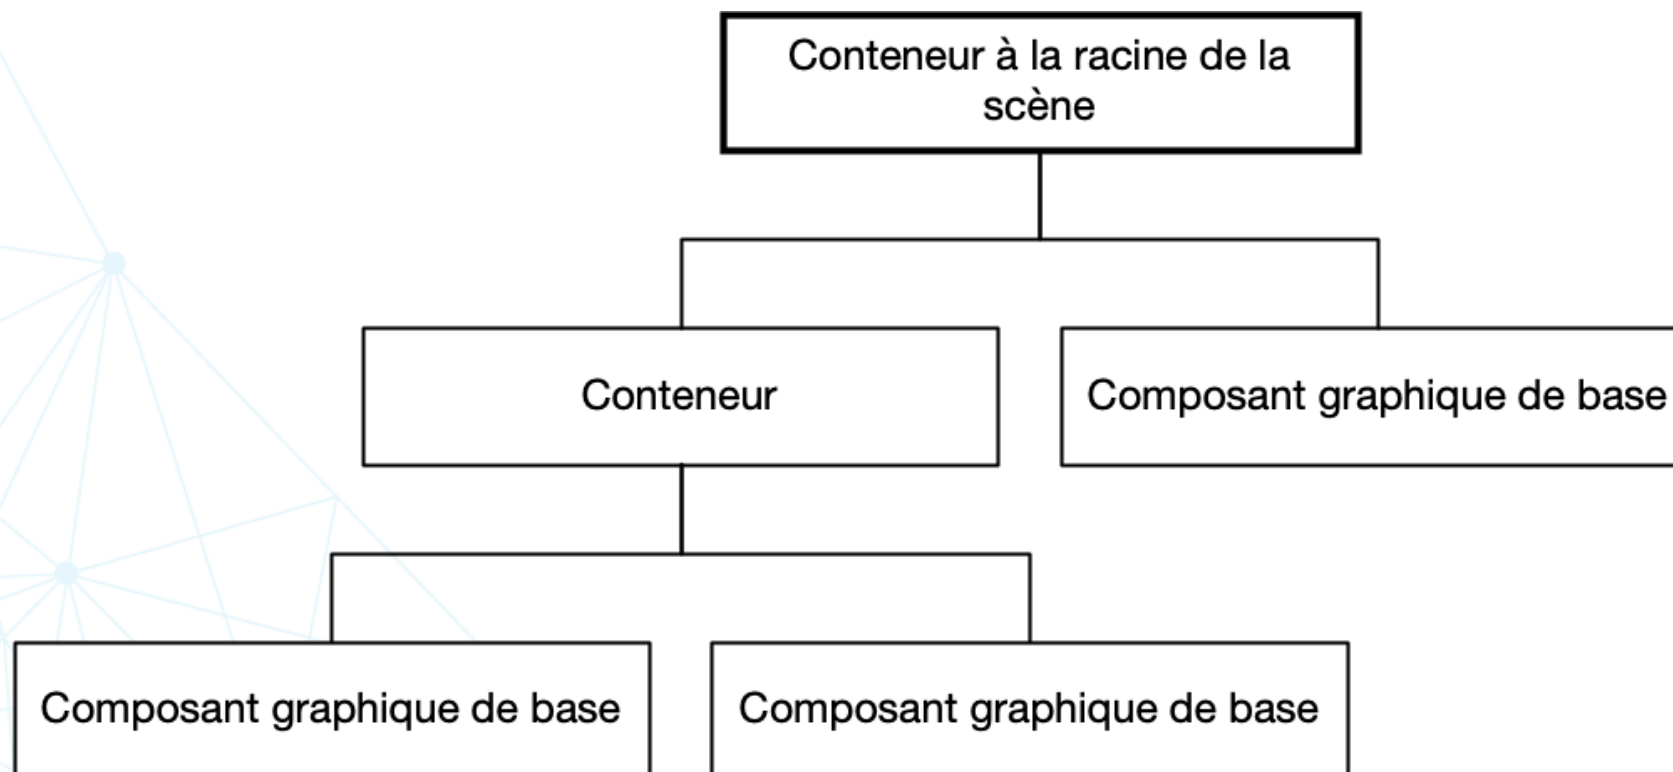 Conteneur à la racine de la
scène
Conteneur
Composant graphique de base
Composant graphique de base
Composant graphique de base